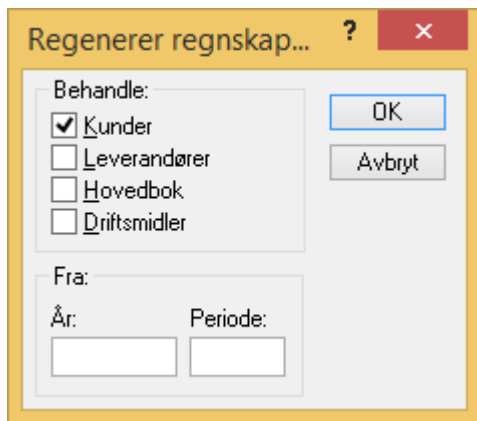 Regenerer regnskap... ? ×
Behandle:
Kunder
Leverandører
Hovedbok
Driftsmidler
OK
Avbryt
Fra:
År: Periode: